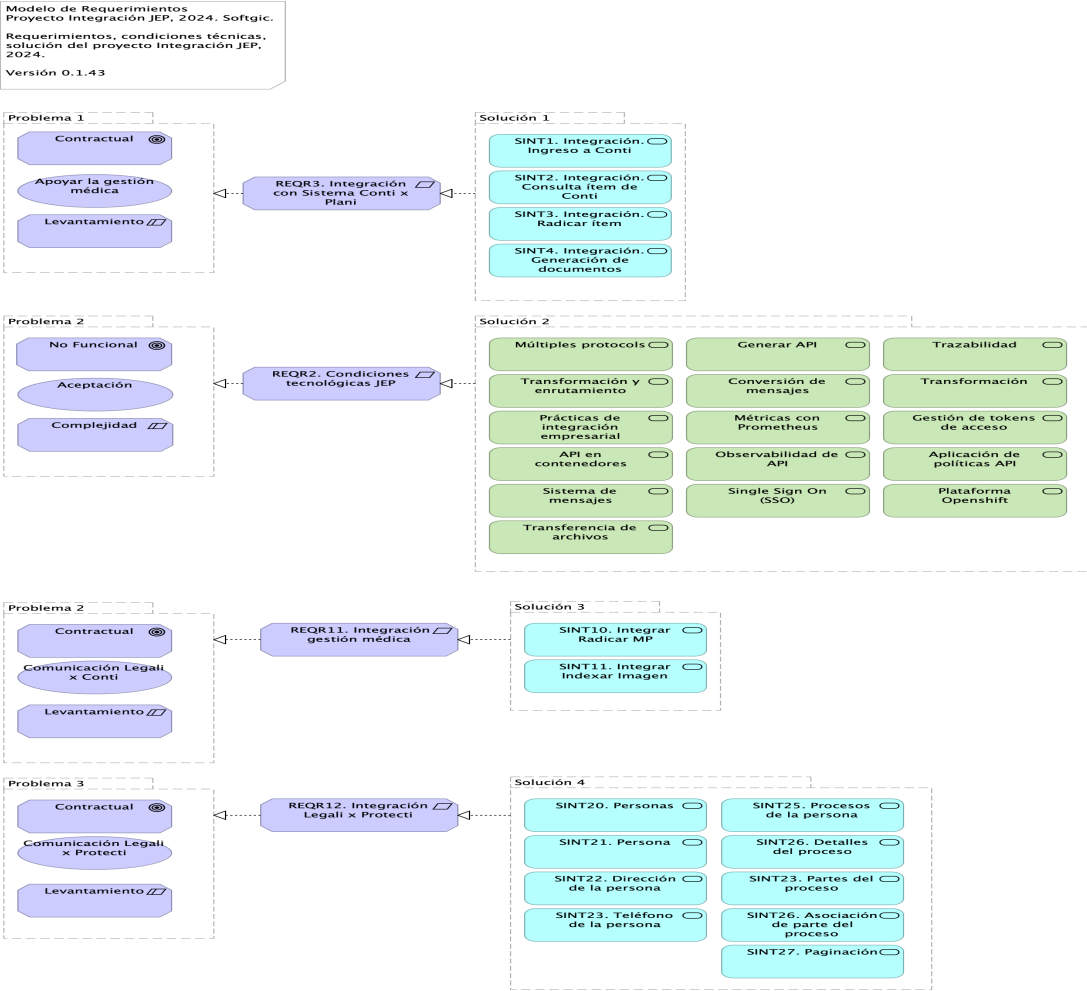 Modelo de Requerimientos
Proyecto Integración JEP, 2024. Softgic.
Requerimientos, condiciones técnicas,
solución del proyecto Integración JEP,
2024.
Versión 0.1.43
Problema 1
Contractual
Apoyar la gestión
médica
Levantamiento
REQR3. Integración
con Sistema Conti x
Plani
Solución 1
SINT1. Integración.
Ingreso a Conti
SINT2. Integración.
Consulta ítem de
Conti
SINT3. Integración.
Radicar ítem
SINT4. Integración.
Generación de
documentos
Problema 2
No Funcional
Aceptación
Complejidad
REQR2. Condiciones
tecnológicas JEP
Solución 2
Múltiples protocols
Transformación y
enrutamiento
Prácticas de
integración
empresarial
API en
contenedores
Sistema de
mensajes
Transferencia de
archivos
Generar API
Conversión de
mensajes
Métricas con
Prometheus
Observabilidad de
API
Single Sign On
(SSO)
Trazabilidad
Transformación
Gestión de tokens
de acceso
Aplicación de
políticas API
Plataforma
Openshift
Problema 2
Contractual
Comunicación Legali
x Conti
Levantamiento
REQR11. Integración
gestión médica
Solución 3
SINT10. Integrar
Radicar MP
SINT11. Integrar
Indexar Imagen
Problema 3
Contractual
Comunicación Legali
x Protecti
Levantamiento
REQR12. Integración
Legali x Protecti
Solución 4
SINT20. Personas
SINT21. Persona
SINT22. Dirección
de la persona
SINT23. Teléfono
de la persona
SINT25. Procesos
de la persona
SINT26. Detalles
del proceso
SINT23. Partes del
proceso
SINT26. Asociación
de parte del
proceso
SINT27. Paginación